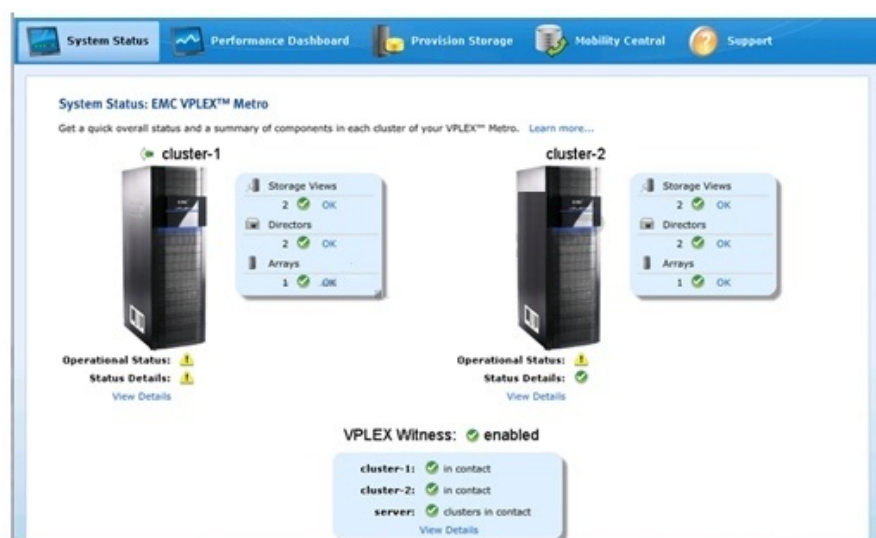 System Status Performance Dashboard Provision Storage Mobility Central Support
System Status: EMC VPLEX™ Metro
Get a quick overall status and a summary of components in each cluster of your VPLEX™ Metro. Learn more...
cluster-1
Storage Views
2 OK
Directors
2 OK
Arrays
1 OK
Operational Status:
Status Details:
View Details
cluster-2
Storage Views
2 OK
Directors
2 OK
Arrays
1 OK
Operational Status:
Status Details:
View Details
VPLEX Witness: enabled
cluster-1: in contact
cluster-2: in contact
server: clusters in contact
View Details